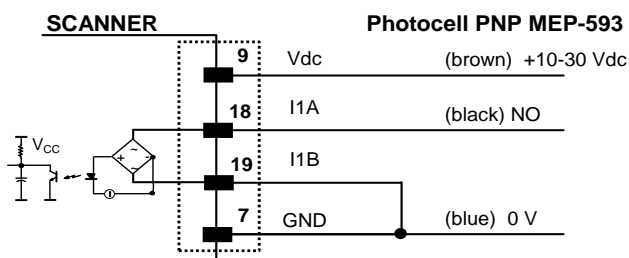 SCANNER Photocell PNP MEP-593
9 Vdc (brown) +10-30 Vdc
18 I1A (black) NO
VCC
+ ~ - ~
19 I1B
7 GND (blue) 0 V